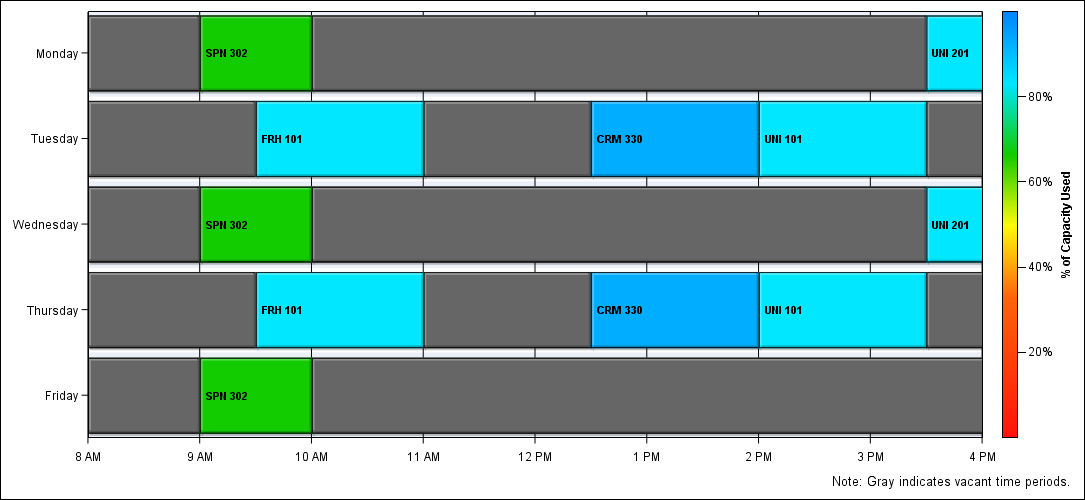 Monday
SPN 302
UNI 201
Tuesday
FRH 101
CRM 330
UNI 101
Wednesday
SPN 302
UNI 201
Thursday
FRH 101
CRM 330
UNI 101
Friday
SPN 302
8 AM
9 AM
10 AM
11 AM
12 PM
1 PM
2 PM
3 PM
4 PM
80%
60%
40%
20%
% of Capacity Used
Note: Gray indicates vacant time periods.